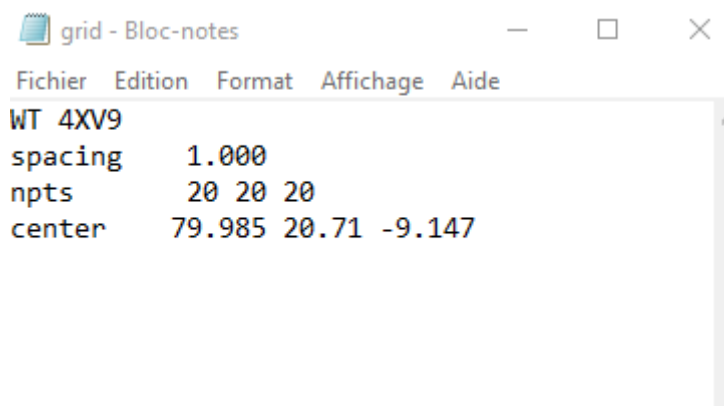 grid - Bloc-notes
Fichier Edition Format Affichage Aide
WT 4XV9
spacing 1.000
npts 20 20 20
center 79.985 20.71 -9.147